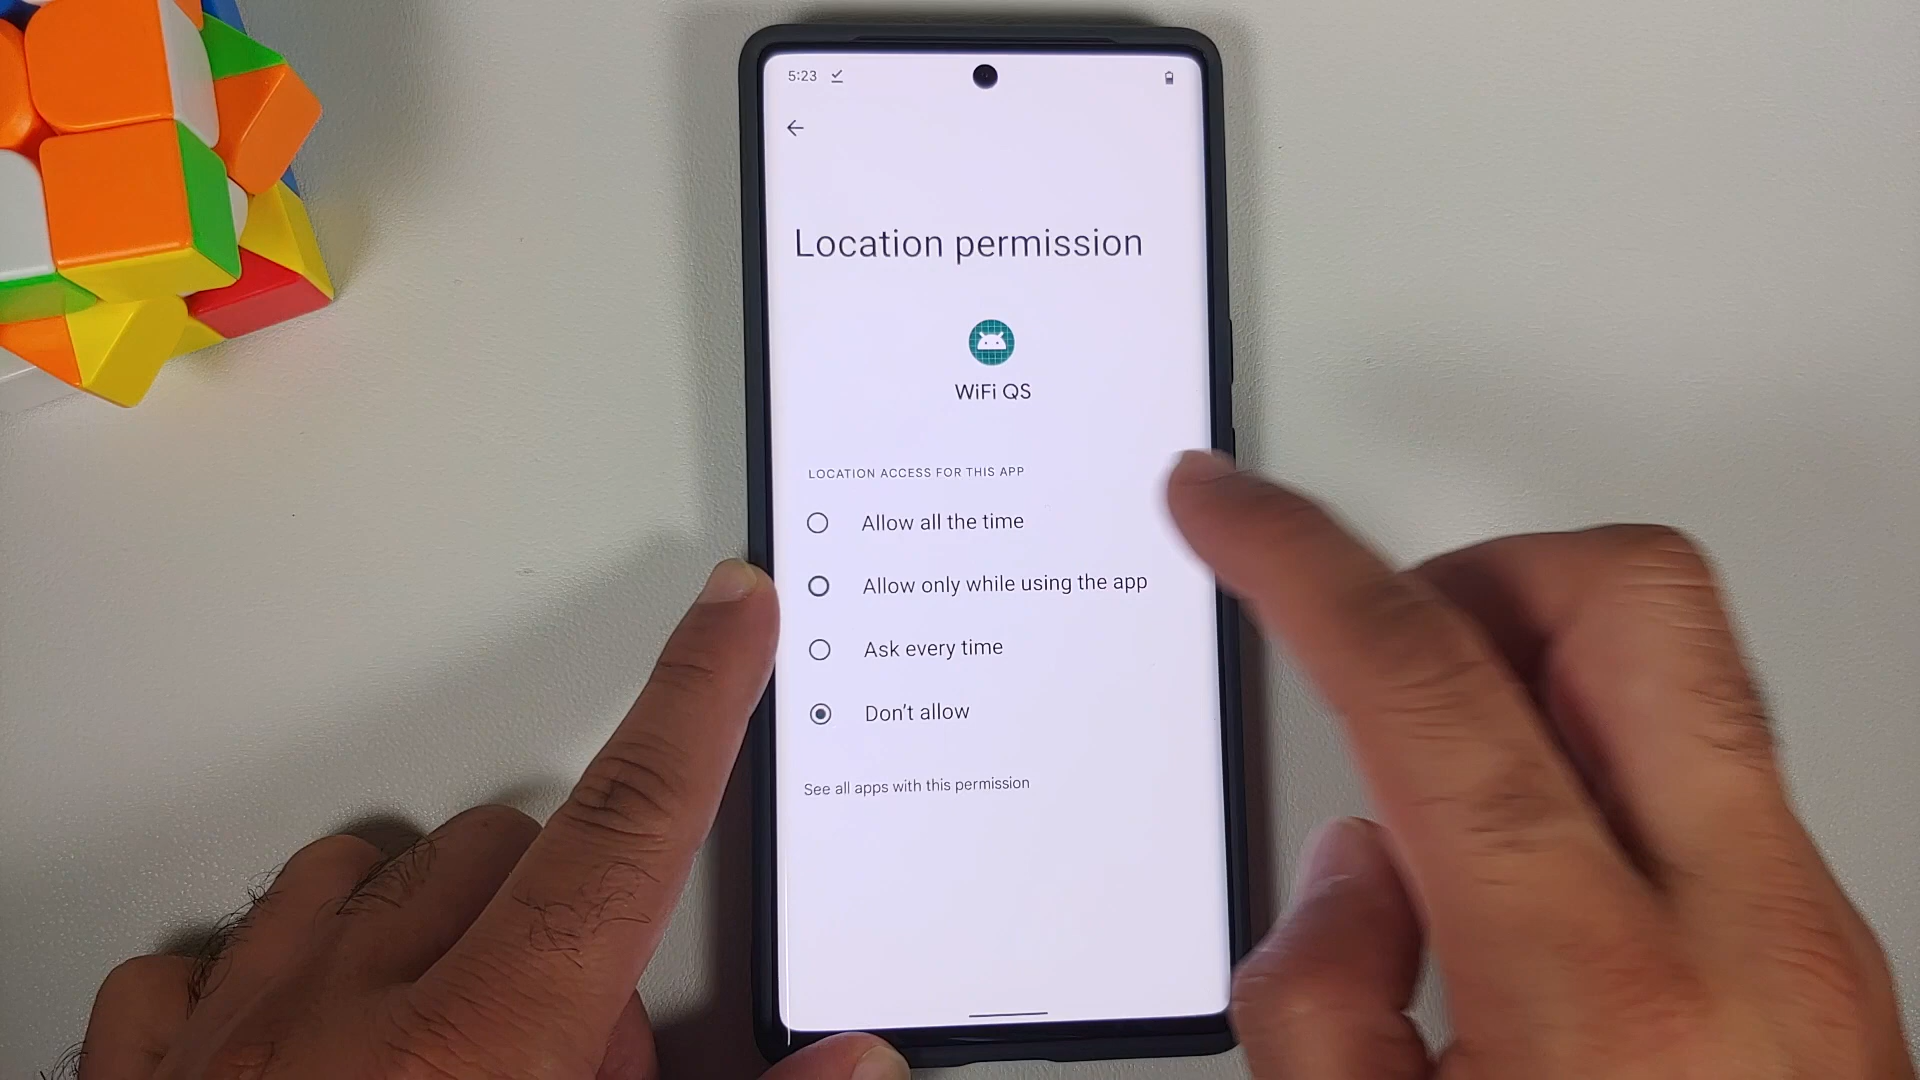 5:23
Location permission
WiFi QS
LOCATION ACCESS FOR THIS APP
Allow all the time
Allow only while using the app
Ask every time
Don’t allow
See all apps with this permission